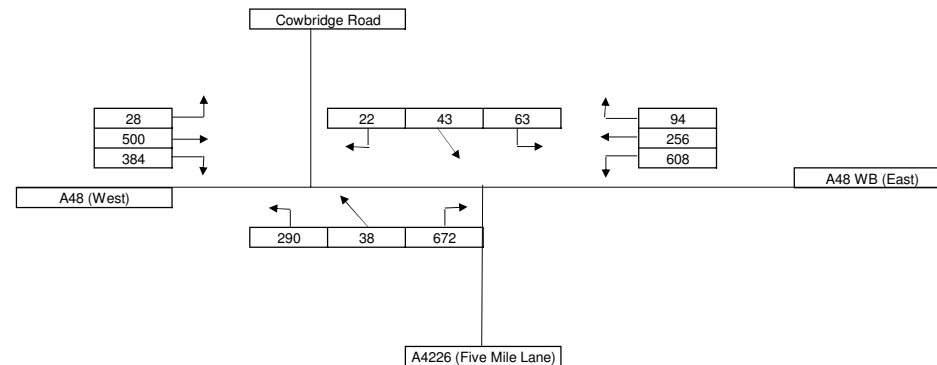 Cowbridge Road
28
500
384
22 43 63
94
256
608
A48 (West)
A48 WB (East)
290 38 672
A4226 (Five Mile Lane)